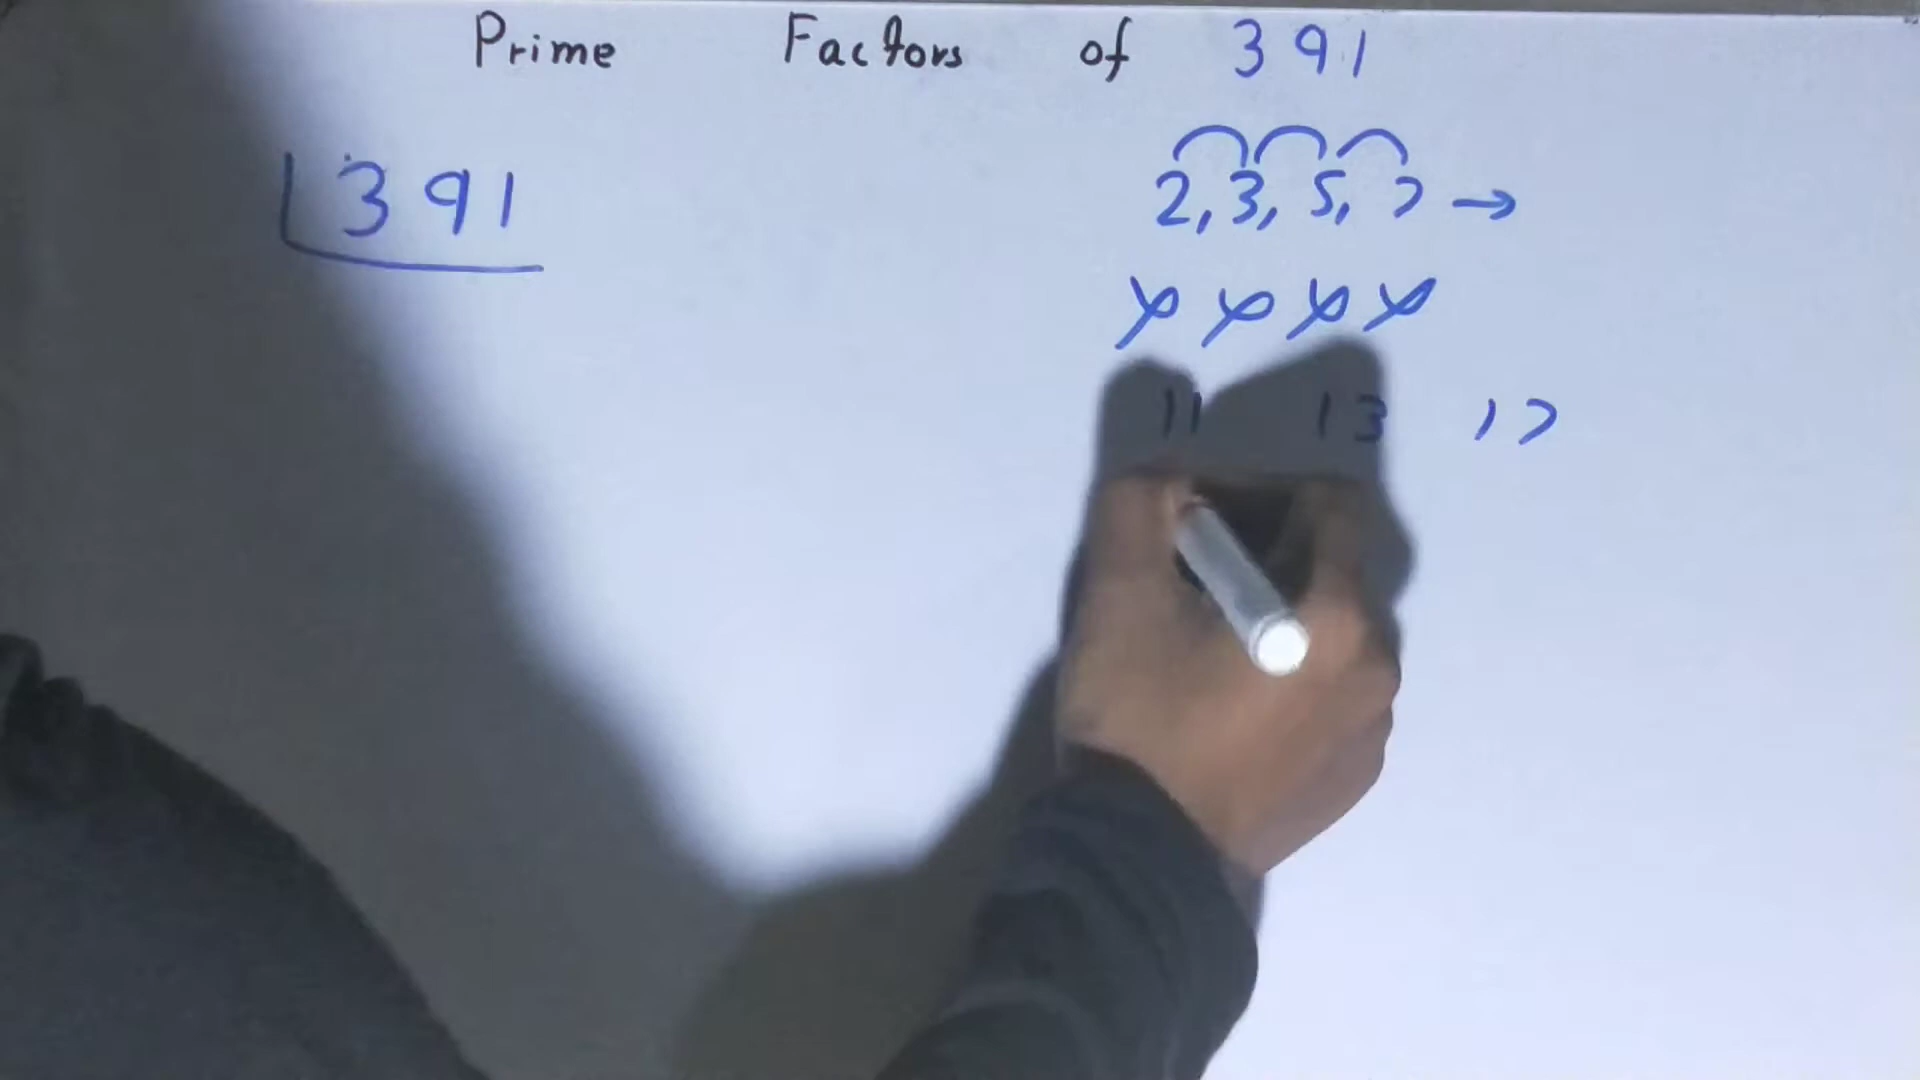 Prime Factors of 391
391
2, 3, 5, 7 →
11 13 17